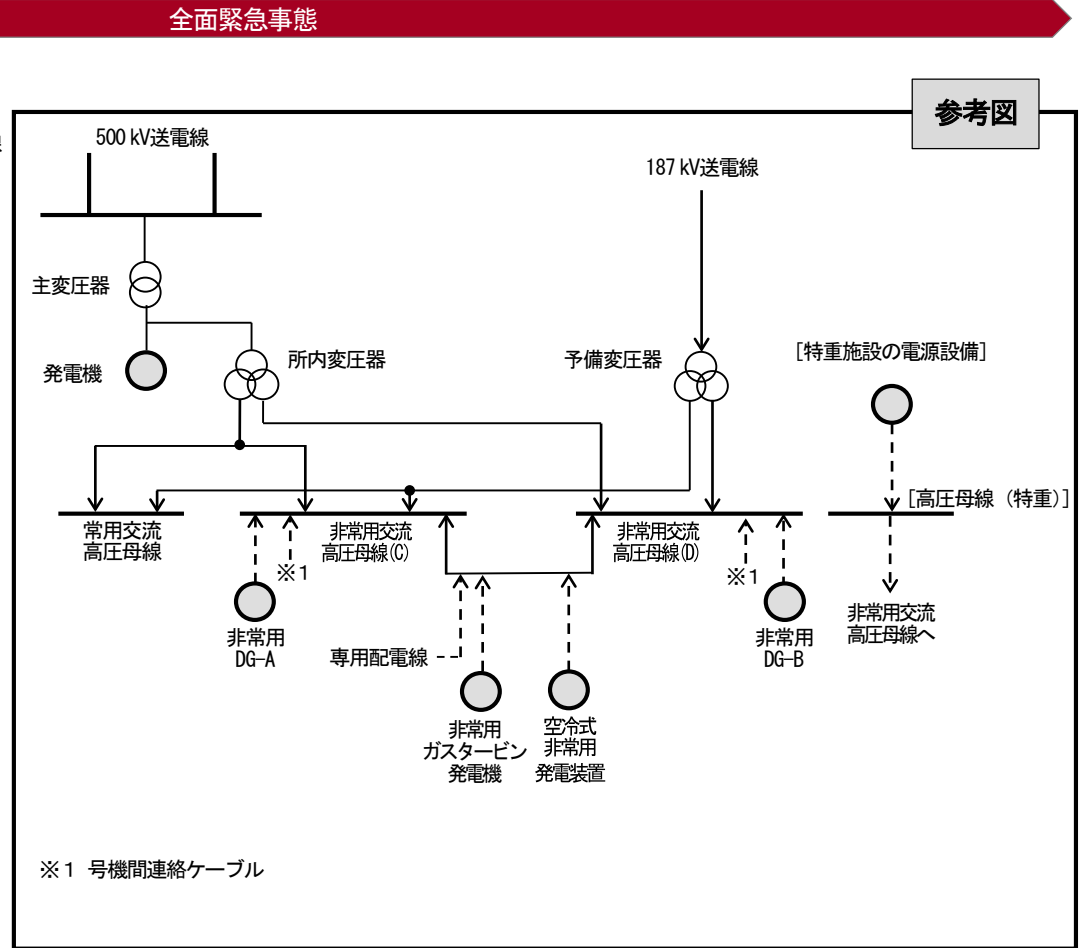 全面緊急事態
参考図
500 kV送電線
187 kV送電線
主変圧器
発電機
所内変圧器
予備変圧器
[特重施設の電源設備]
[高圧母線（特重)]
常用交流
高圧母線
非常用交流
高圧母線(C)
非常用交流
高圧母線(D)
※1
※1
非常用
DG-A
専用配電線
非常用
DG-B
非常用交流
高圧母線へ
非常用
ガスタービン
発電機
空冷式
非常用
発電装置
※１ 号機間連絡ケーブル